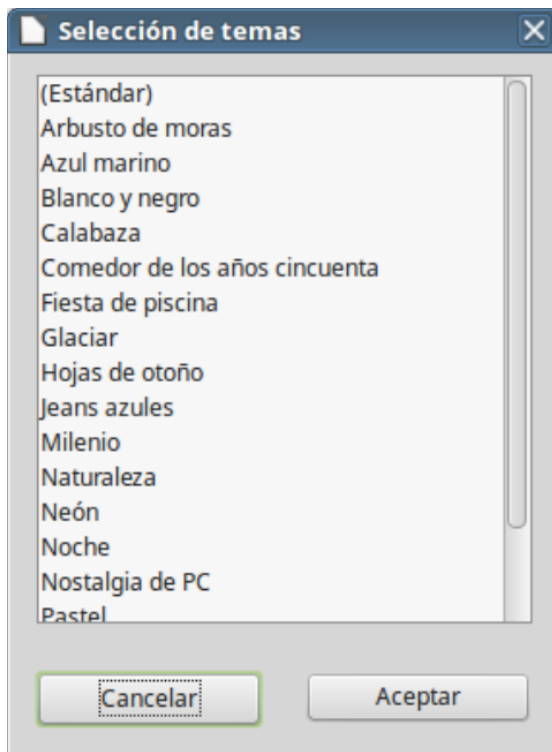 Selección de temas
(Estándar)
Arbusto de moras
Azul marino
Blanco y negro
Calabaza
Comedor de los años cincuenta
Fiesta de piscina
Glaciar
Hojas de otoño
Jeans azules
Milenio
Naturaleza
Neón
Noche
Nostalgia de PC
Pastel
Cancelar
Aceptar